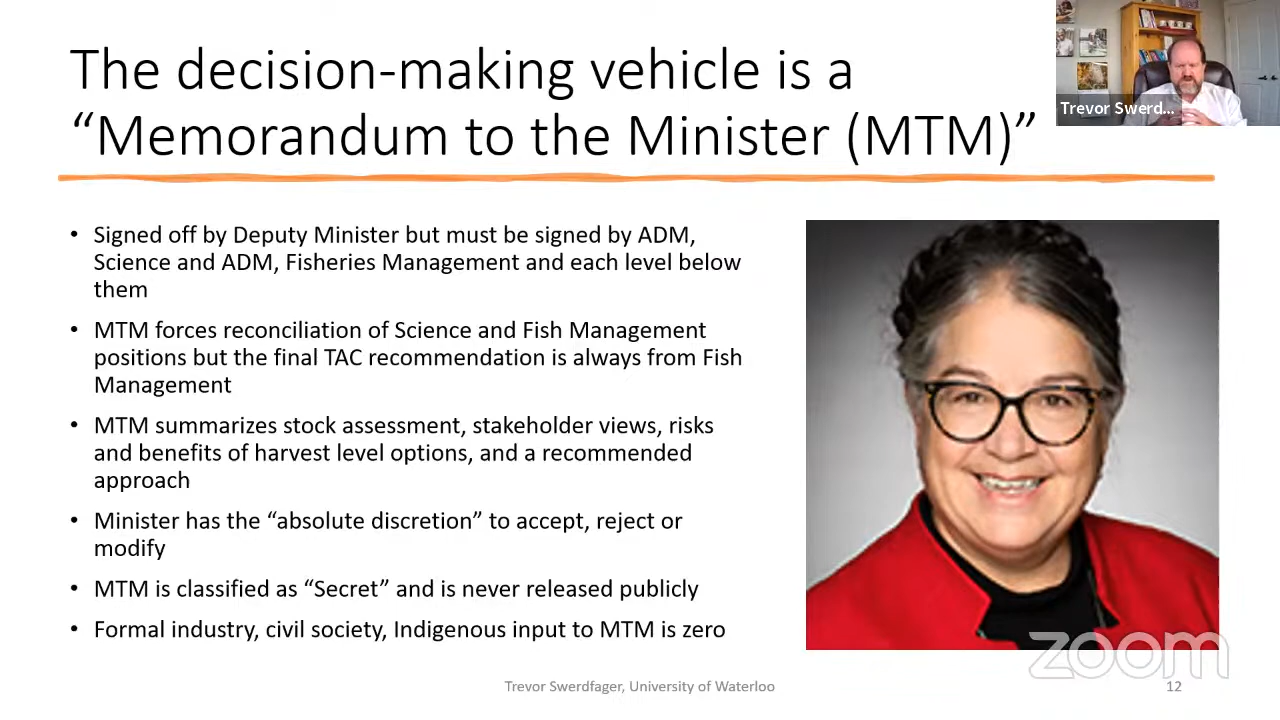 The decision-making vehicle is a
“Memorandum to the Minister (MTM)”
Trevor Swerd...
• Signed off by Deputy Minister but must be signed by ADM,
Science and ADM, Fisheries Management and each level below
them
• MTM forces reconciliation of Science and Fish Management
positions but the final TAC recommendation is always from Fish
Management
• MTM summarizes stock assessment, stakeholder views, risks
and benefits of harvest level options, and a recommended
approach
• Minister has the “absolute discretion” to accept, reject or
modify
• MTM is classified as “Secret” and is never released publicly
• Formal industry, civil society, Indigenous input to MTM is zero
zoom
Trevor Swerdfager, University of Waterloo
12